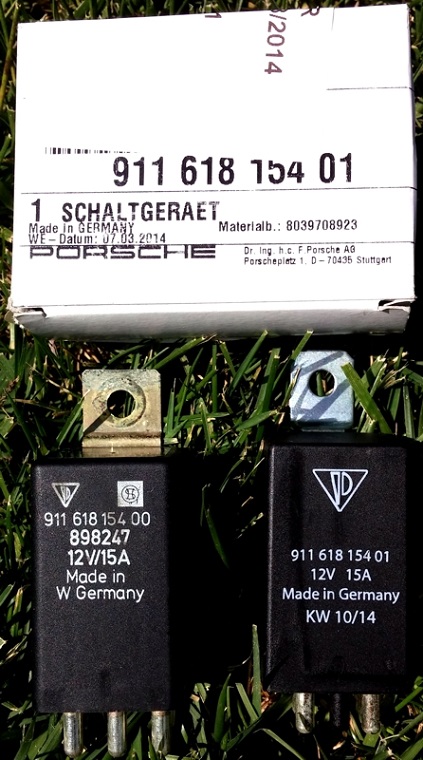 /2014
911 618 154 01
1 SCHALTGERAET
Made in GERMANY
Materialb.: 8039708923
WE - Datum: 07.03.2014
PORSCHE
Dr. Ing. h.c. F.Porsche AG
Porscheplatz 1. D - 70435 Stuttgart
911 618 154 00
898247
12V/15A
Made in
W Germany
911 618 154 01
12V 15A
Made in Germany
KW 10/14